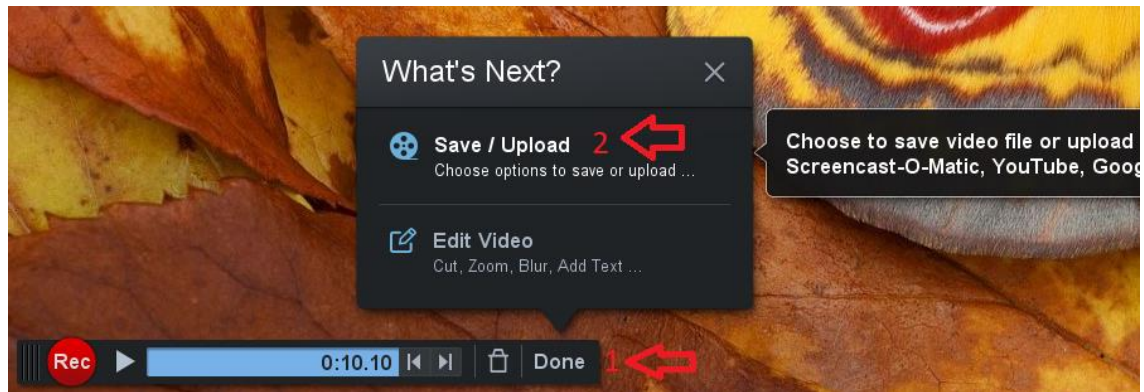 What's Next?
Save / Upload 2
Choose options to save or upload ...
Choose to save video file or upload
Screencast-O-Matic, YouTube, Goog
Edit Video
Cut, Zoom, Blur, Add Text ...
Rec 0:10.10 Done 1